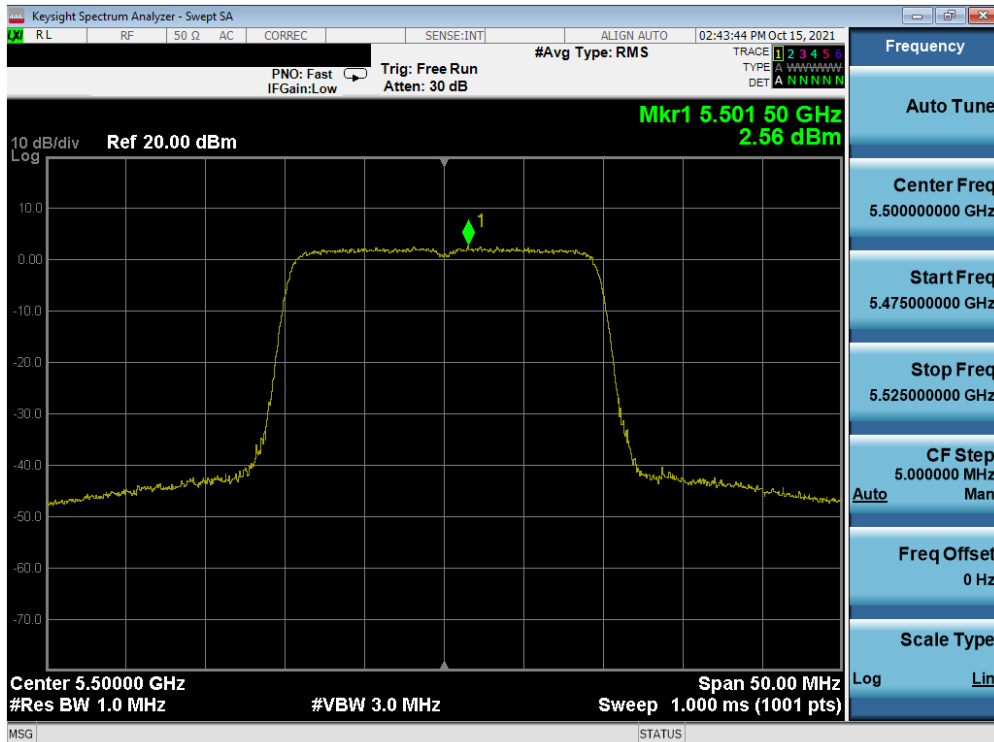 Keysight Spectrum Analyzer - Swept SA
LXI RL RF 50 Ω AC CORREC SENSE:INT ALIGN AUTO 02:43:44 PM Oct 15, 2021
Frequency
#Avg Type: RMS
TRACE 1 2 3 4 5 6
PNO: Fast
Trig: Free Run
TYPE A WWWWW
IFGain:Low
Atten: 30 dB
DET A N N N N N
Auto Tune
Mkr1 5.501 50 GHz
2.56 dBm
10 dB/div Ref 20.00 dBm
Log
1
10.0
0.00
-10.0
-20.0
-30.0
-40.0
-50.0
-60.0
-70.0
Center Freq
5.500000000 GHz
Start Freq
5.475000000 GHz
Stop Freq
5.525000000 GHz
CF Step
5.000000 MHz
Auto Man
Freq Offset
0 Hz
Scale Type
Log Lin
Center 5.50000 GHz Span 50.00 MHz
#Res BW 1.0 MHz #VBW 3.0 MHz Sweep 1.000 ms (1001 pts)
MSG STATUS